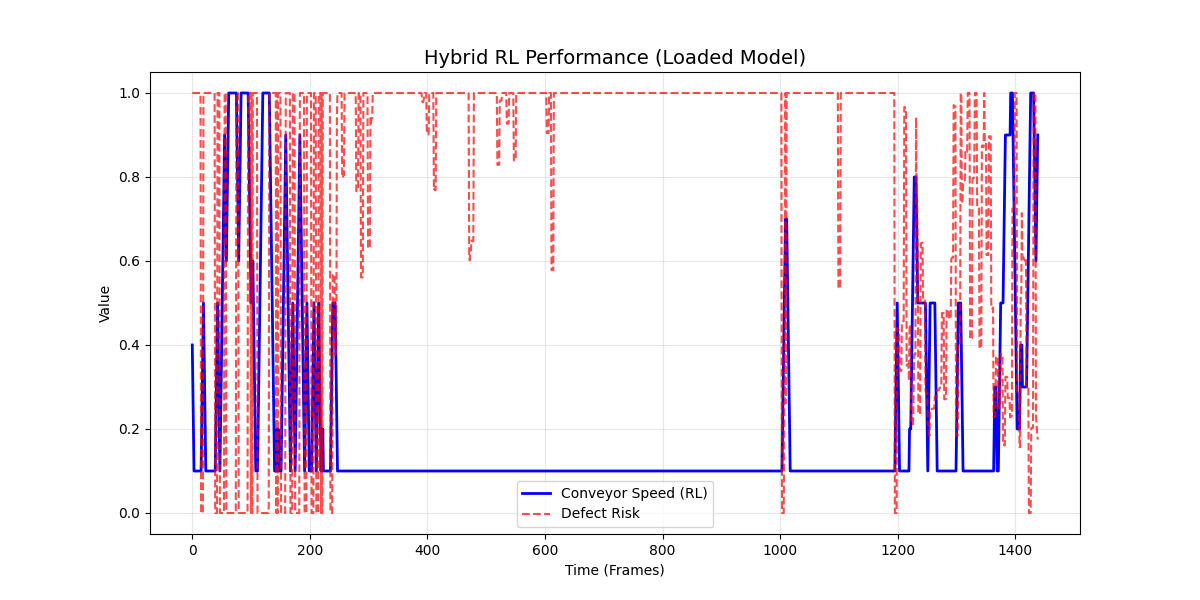 Hybrid RL Performance (Loaded Model)
Value
1.0
0.8
0.6
0.4
0.2
0.0
Conveyor Speed (RL)
Defect Risk
0 200 400 600 800 1000 1200 1400
Time (Frames)